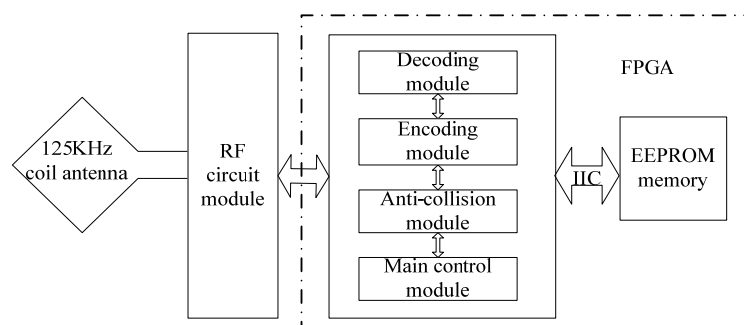 125KHz
coil antenna
RF
circuit
module
Decoding
module
Encoding
module
Anti-collision
module
Main control
module
IIC
FPGA
EEPROM
memory